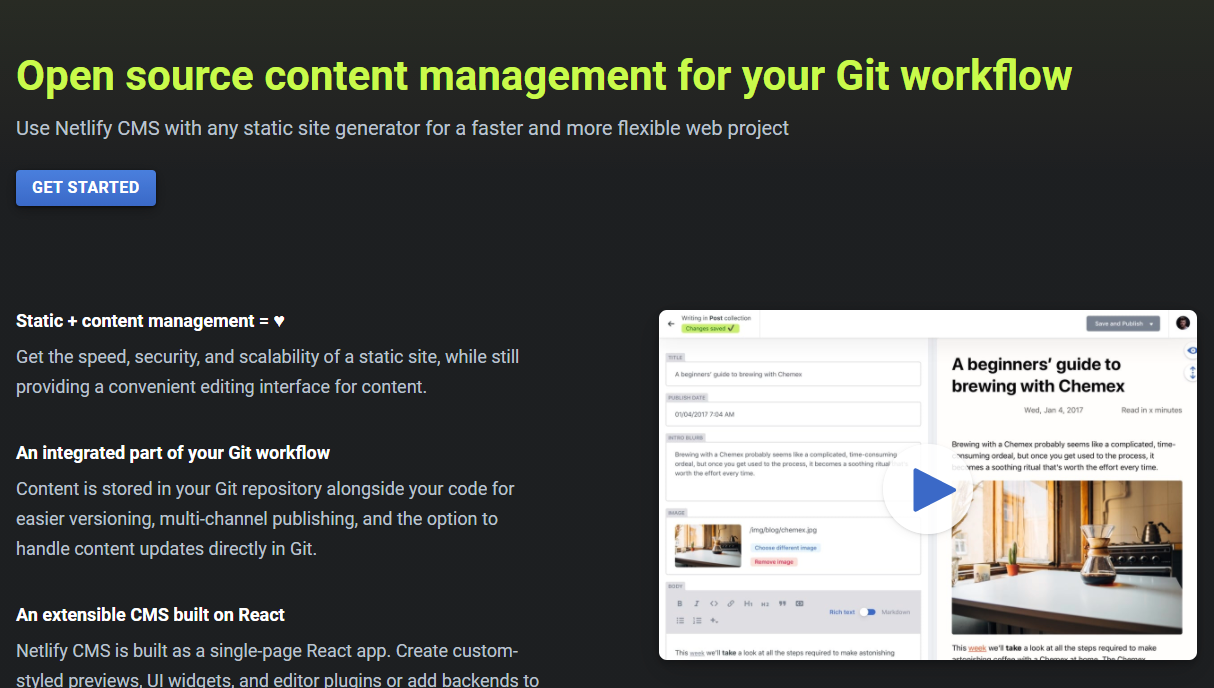 Open source content management for your Git workflow
Use Netlify CMS with any static site generator for a faster and more flexible web project
GET STARTED
Static + content management = ♥
Get the speed, security, and scalability of a static site, while still
providing a convenient editing interface for content.
An integrated part of your Git workflow
Content is stored in your Git repository alongside your code for
easier versioning, multi-channel publishing, and the option to
handle content updates directly in Git.
An extensible CMS built on React
Netlify CMS is built as a single-page React app. Create custom-
styled previews, UI widgets, and editor plugins or add backends to
Writing in Post collection
Changes saved ✓
Save and Publish
TITLE
A beginners' guide to brewing with Chemex
PUBLISH DATE
01/04/2017 7:04 AM
INTRO BLURB
Brewing with a Chemex probably seems like a complicated, time-consuming
ordeal, but once you get used to the process, it becomes a soothing ritual that's
worth the effort every time.
IMAGE
/img/blog/chemex.jpg
Choose different image
Remove image
BODY
B I <> H1 H2
Rich text Markdown
This week we'll take a look at all the steps required to make astonishing
A beginners’ guide to
brewing with Chemex
Wed, Jan 4, 2017 Read in x minutes
Brewing with a Chemex probably seems like a complicated, time-
consuming ordeal, but once you get used to the process, it
becomes a soothing ritual that's worth the effort every time.
This week we'll take a look at all the steps required to make
astonishing coffee with a Chemex at home. The Chemex